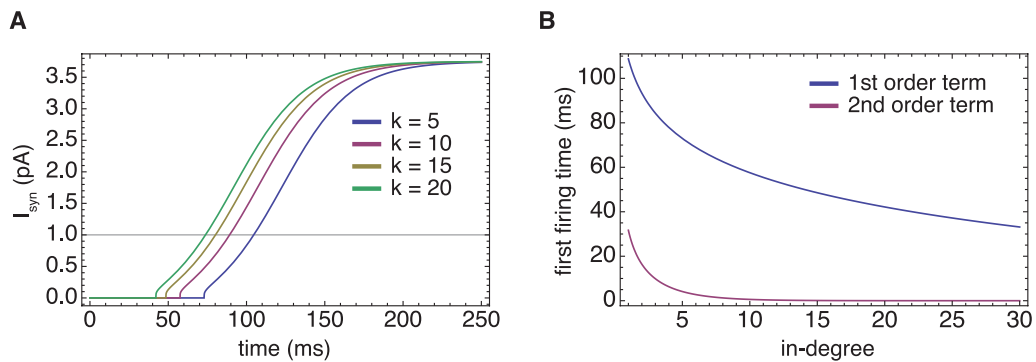 A
I_syn (pA)
3.5
3.0
2.5
2.0
1.5
1.0
0.5
0.0
k = 5
k = 10
k = 15
k = 20
0 50 100 150 200 250
time (ms)
B
first firing time (ms)
100
80
60
40
20
0
1st order term
2nd order term
5 10 15 20 25 30
in-degree